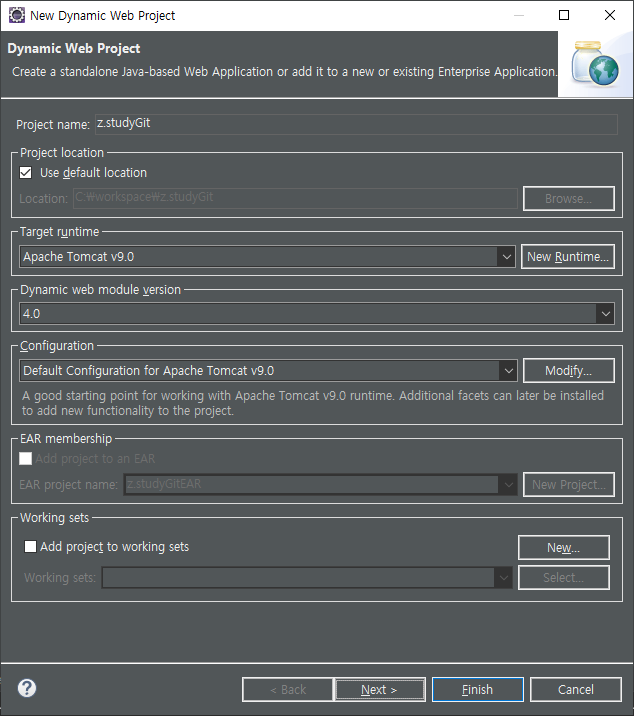 New Dynamic Web Project
Dynamic Web Project
Create a standalone Java-based Web Application or add it to a new or existing Enterprise Application.
Project name: z.studyGit
Project location
Use default location
Location: C:₩workspace₩z.studyGit Browse...
Target runtime
Apache Tomcat v9.0 New Runtime...
Dynamic web module version
4.0
Configuration
Default Configuration for Apache Tomcat v9.0 Modify...
A good starting point for working with Apache Tomcat v9.0 runtime. Additional facets can later be installed
to add new functionality to the project.
EAR membership
Add project to an EAR
EAR project name: z.studyGitEAR New Project...
Working sets
Add project to working sets New...
Working sets: Select...
? < Back Next > Finish Cancel